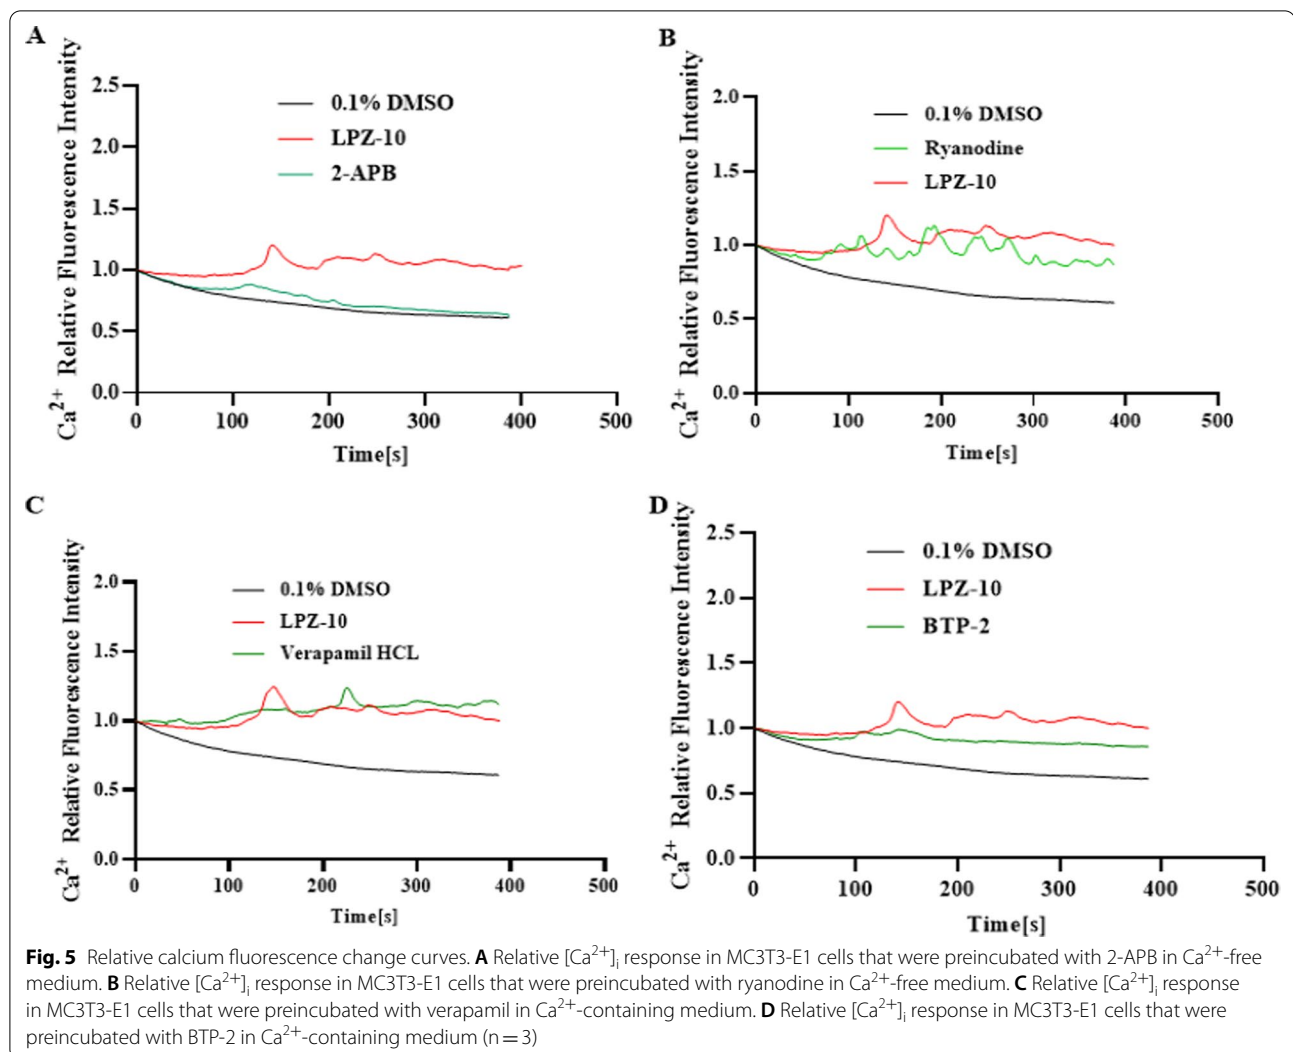 A
Ca²⁺ Relative Fluorescence Intensity
2.5
2.0
1.5
1.0
0.5
0.0
0.1% DMSO
LPZ-10
2-APB
0 100 200 300 400 500
Time[s]
B
Ca²⁺ Relative Fluorescence Intensity
2.0
1.5
1.0
0.5
0.0
0.1% DMSO
Ryanodine
LPZ-10
0 100 200 300 400 500
Time[s]
C
Ca²⁺ Relative Fluorescence Intensity
2.0
1.5
1.0
0.5
0.0
0.1% DMSO
LPZ-10
Verapamil HCL
0 100 200 300 400 500
Time[s]
D
Ca²⁺ Relative Fluorescence Intensity
2.5
2.0
1.5
1.0
0.5
0.0
0.1% DMSO
LPZ-10
BTP-2
0 100 200 300 400 500
Time[s]
Fig. 5 Relative calcium fluorescence change curves. A Relative [Ca²⁺]ᵢ response in MC3T3-E1 cells that were preincubated with 2-APB in Ca²⁺-free
medium. B Relative [Ca²⁺]ᵢ response in MC3T3-E1 cells that were preincubated with ryanodine in Ca²⁺-free medium. C Relative [Ca²⁺]ᵢ response
in MC3T3-E1 cells that were preincubated with verapamil in Ca²⁺-containing medium. D Relative [Ca²⁺]ᵢ response in MC3T3-E1 cells that were
preincubated with BTP-2 in Ca²⁺-containing medium (n = 3)